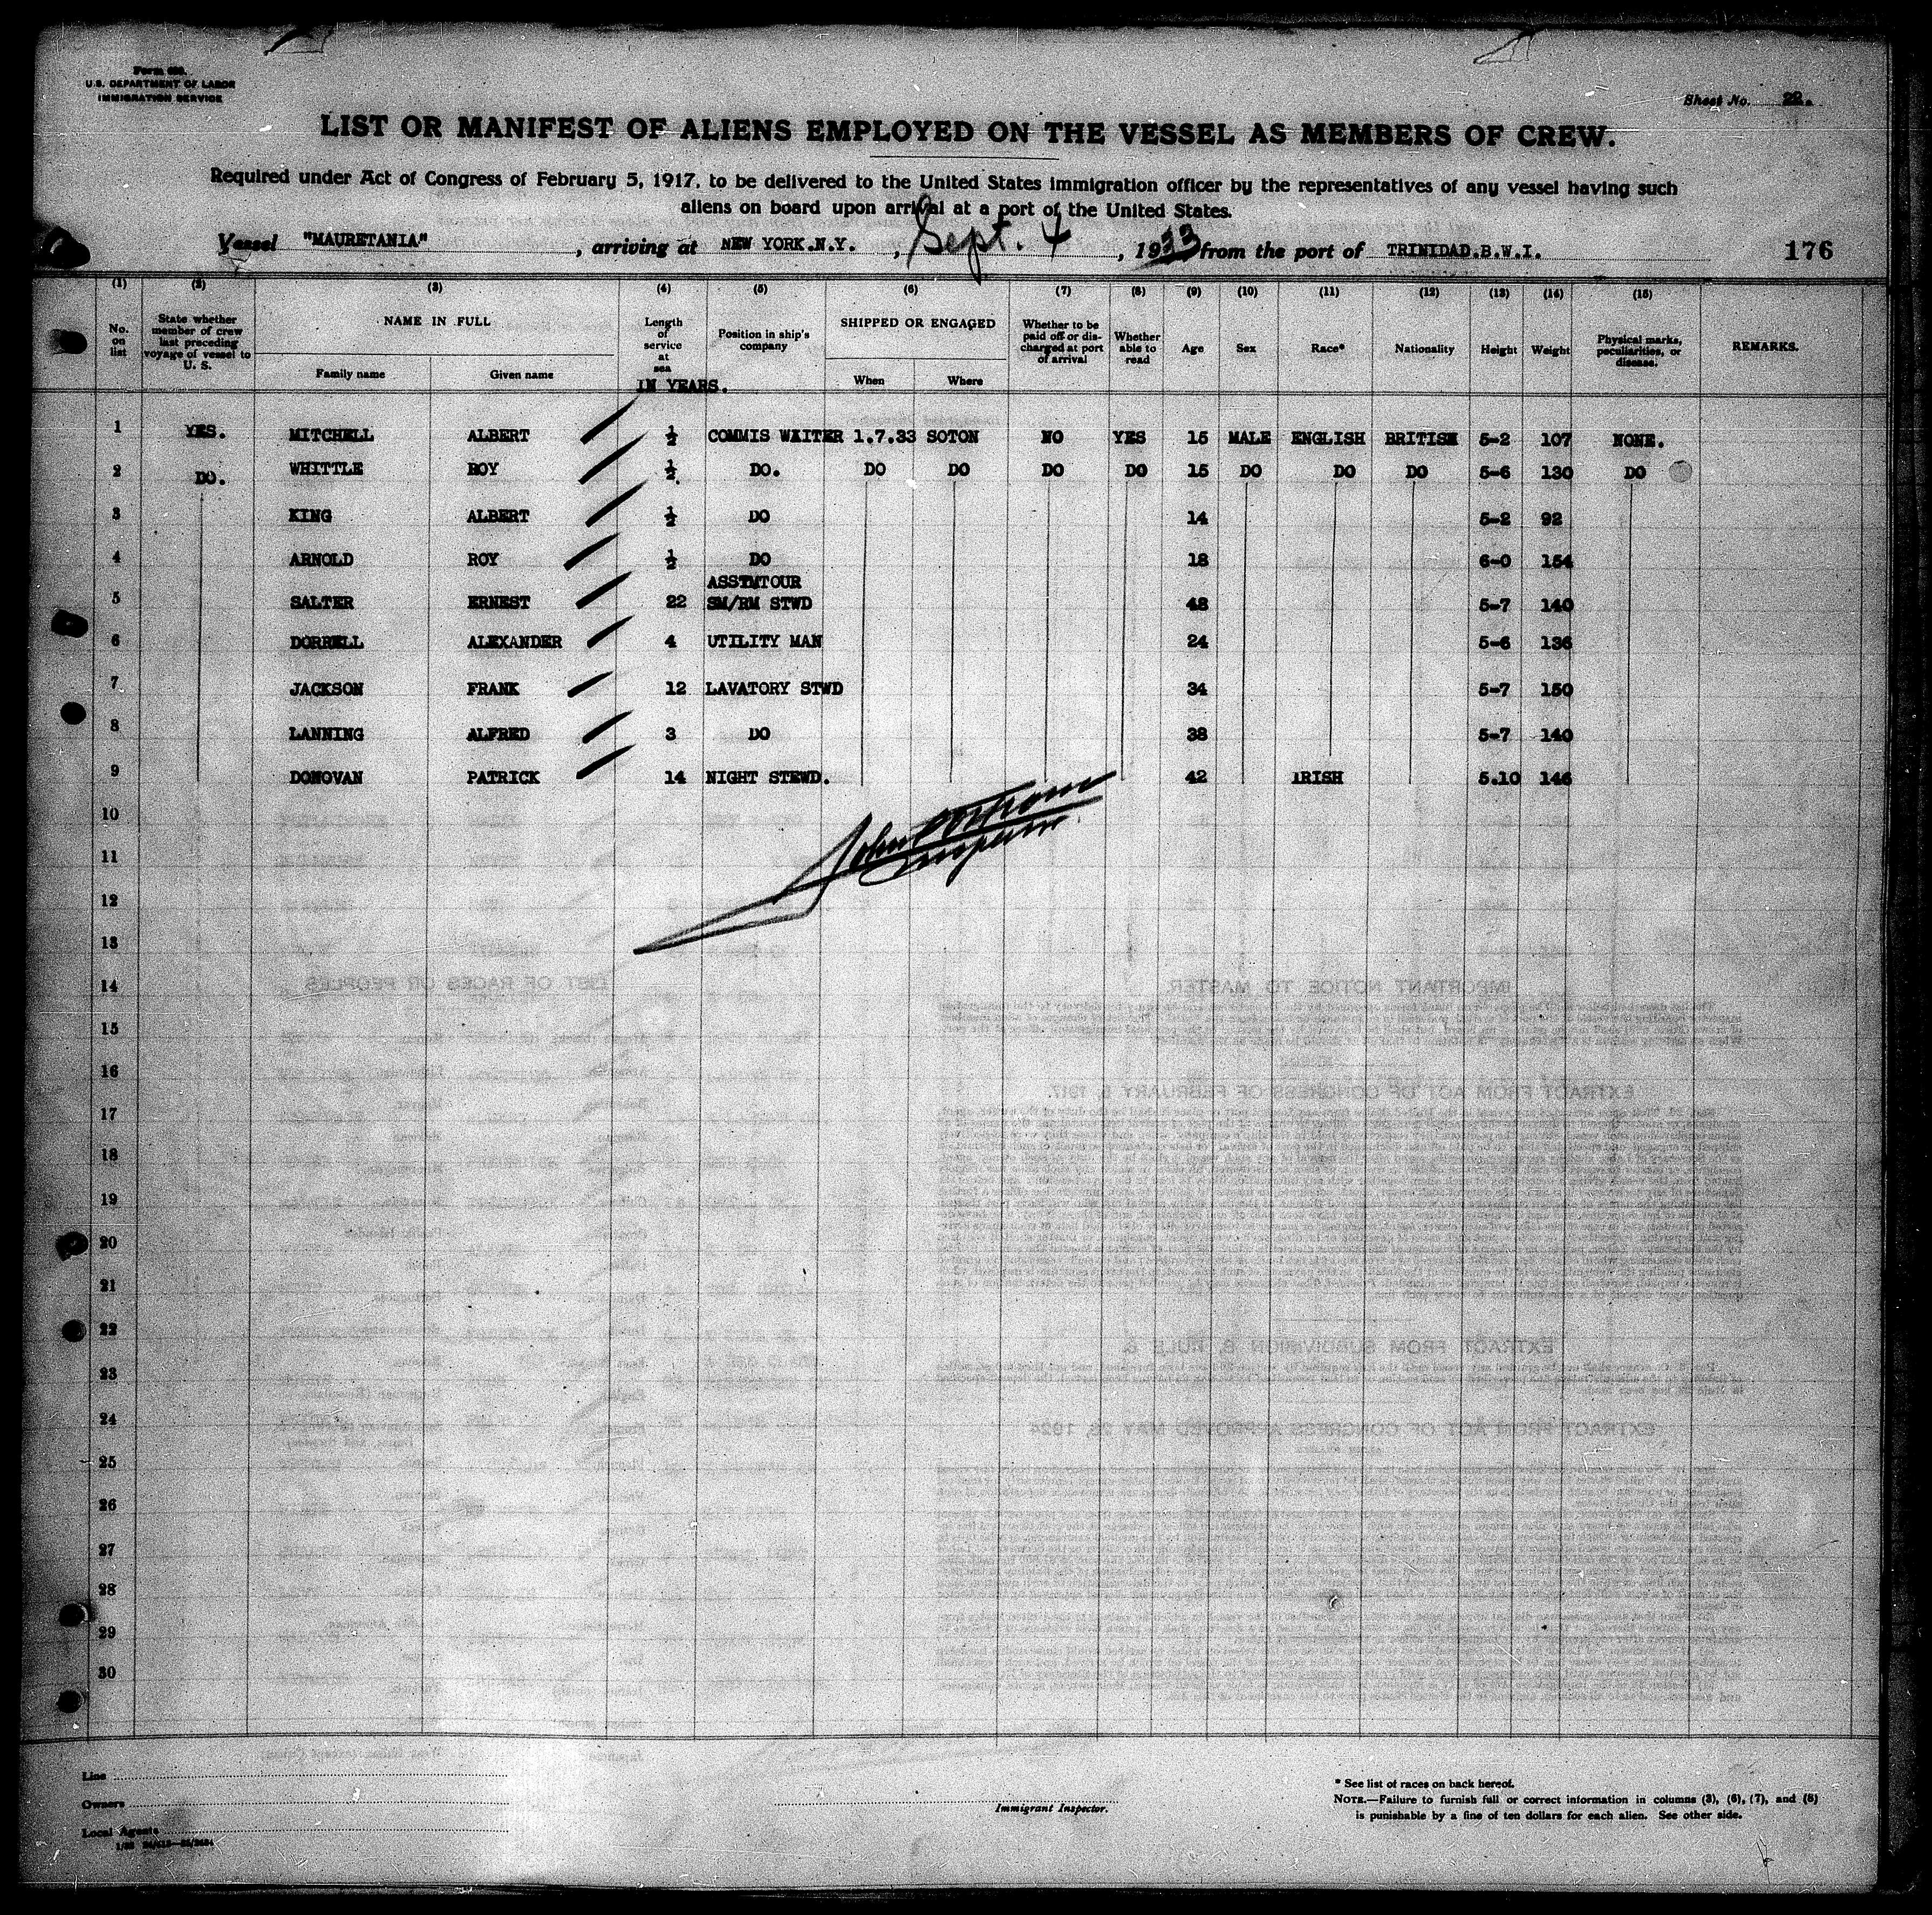 Form 680.
U.S. DEPARTMENT OF LABOR
IMMIGRATION SERVICE
Sheet No. 22.
LIST OR MANIFEST OF ALIENS EMPLOYED ON THE VESSEL AS MEMBERS OF CREW.
Required under Act of Congress of February 5, 1917, to be delivered to the United States immigration officer by the representatives of any vessel having such
aliens on board upon arrival at a port of the United States.
Vessel "MAURETANIA", arriving at NEW YORK.N.Y., Sept. 4, 1933 from the port of TRINIDAD.B.W.I. 176
(1) (2) (3) (4) (5) (6) (7) (8) (9) (10) (11) (12) (13) (14) (15)
No. on list State whether member of crew last preceding voyage of vessel to U. S. NAME IN FULL Family name Given name Length of service at sea IN YEARS. Position in ship's company SHIPPED OR ENGAGED When Where Whether to be paid off or discharged at port of arrival Whether able to read Age Sex Race* Nationality Height Weight Physical marks, peculiarities, or disease. REMARKS.
1 YES. MITCHELL ALBERT ½ COMMIS WAITER 1.7.33 SOTON NO YES 15 MALE ENGLISH BRITISH 5-2 107 NONE.
2 DO. WHITTLE ROY ½. DO. DO DO DO DO 15 DO DO DO 5-6 130 DO
3 KING ALBERT ½ DO 14 5-2 92
4 ARNOLD ROY ½ DO 18 6-0 154
ASSTMTOUR
5 SALTER ERNEST 22 SM/RM STWD 48 5-7 140
6 DORRELL ALEXANDER 4 UTILITY MAN 24 5-6 136
7 JACKSON FRANK 12 LAVATORY STWD 34 5-7 150
8 LANNING ALFRED 3 DO 38 5-7 140
9 DONOVAN PATRICK 14 NIGHT STEWD. 42 IRISH 5.10 146
10
John
11
12
13
14
15
16
17
18
19
20
21
22
23
24
25
26
27
28
29
30
Line
Owners
Local Agents
Immigrant Inspector.
* See list of races on back hereof.
NOTE.—Failure to furnish full or correct information in columns (3), (6), (7), and (8)
is punishable by a fine of ten dollars for each alien. See other side.